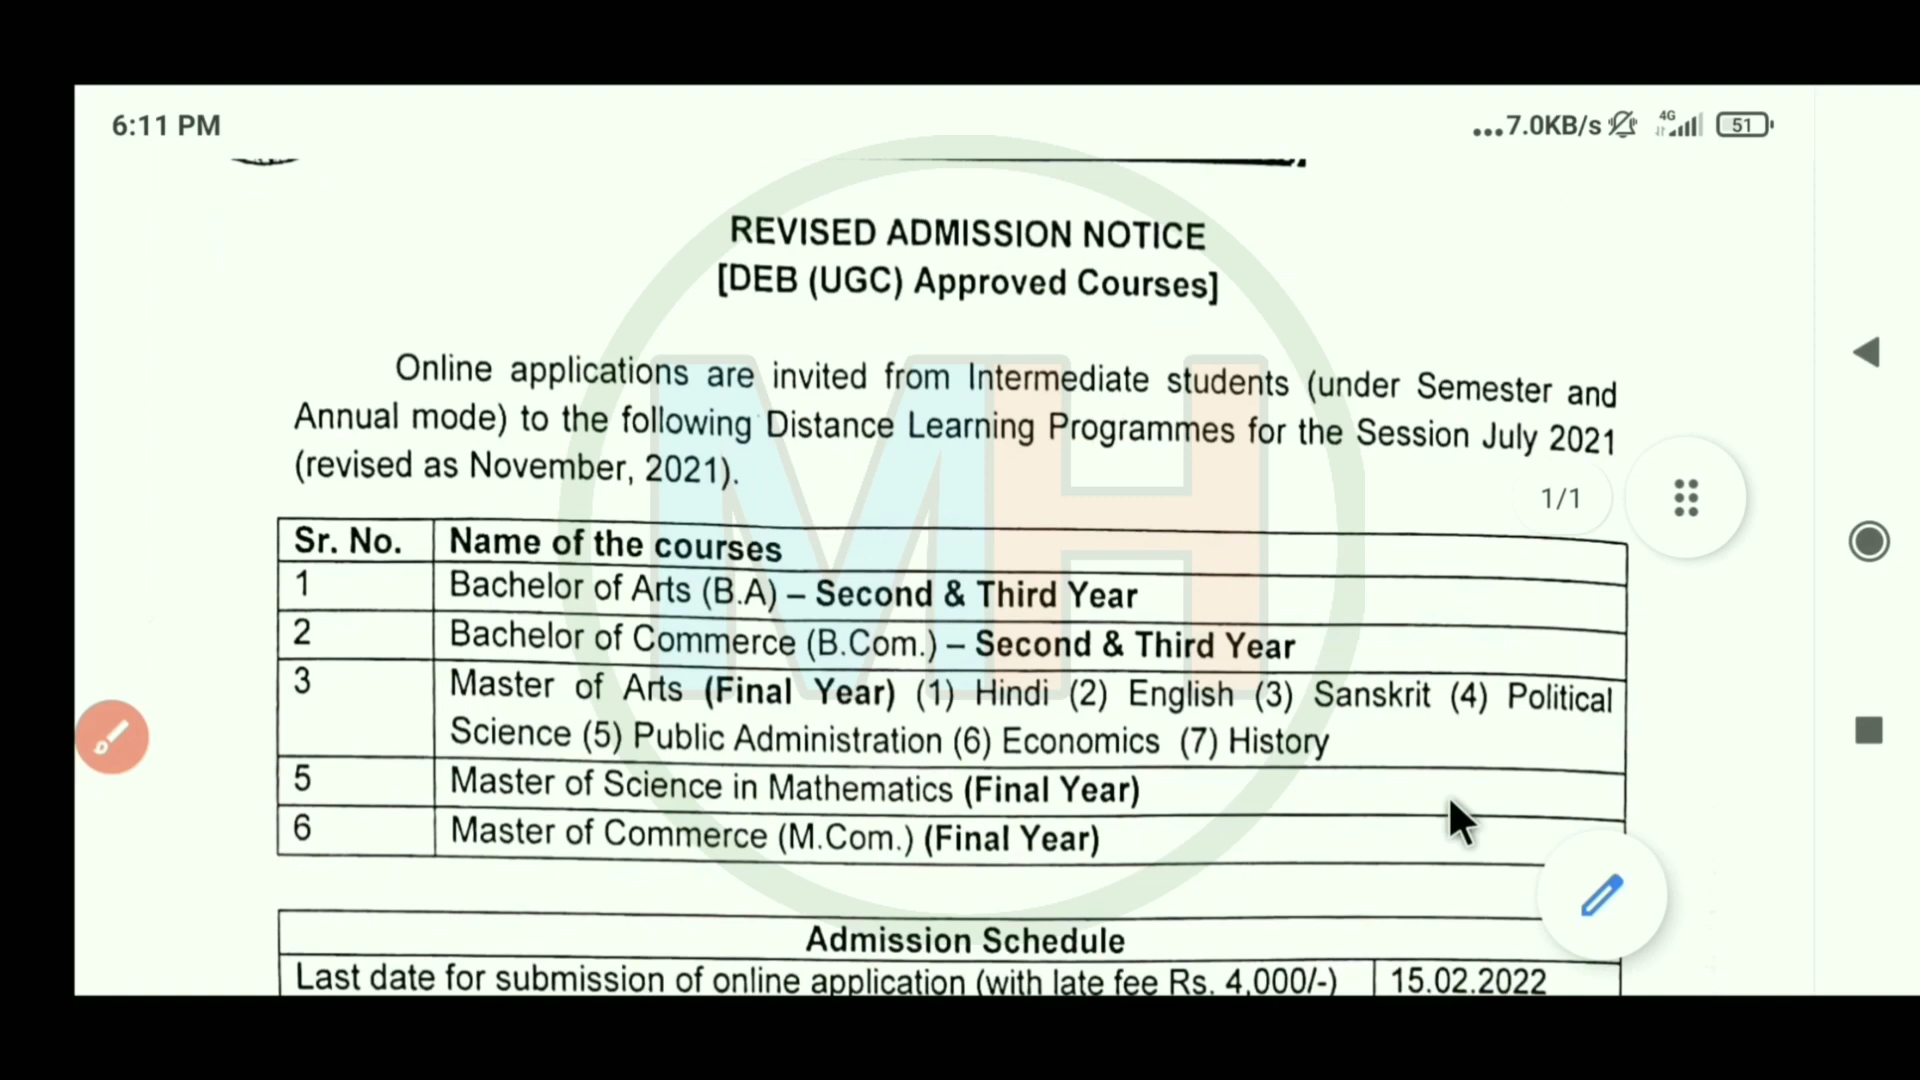 6:11 PM
...7.0KB/s 4G 51
REVISED ADMISSION NOTICE
[DEB (UGC) Approved Courses]
Online applications are invited from Intermediate students (under Semester and
Annual mode) to the following Distance Learning Programmes for the Session July 2021
(revised as November, 2021).
1/1
Sr. No. Name of the courses
1 Bachelor of Arts (B.A) – Second & Third Year
2 Bachelor of Commerce (B.Com.) – Second & Third Year
3 Master of Arts (Final Year) (1) Hindi (2) English (3) Sanskrit (4) Political
Science (5) Public Administration (6) Economics (7) History
5 Master of Science in Mathematics (Final Year)
6 Master of Commerce (M.Com.) (Final Year)
Admission Schedule
Last date for submission of online application (with late fee Rs. 4,000/-) 15.02.2022
MH